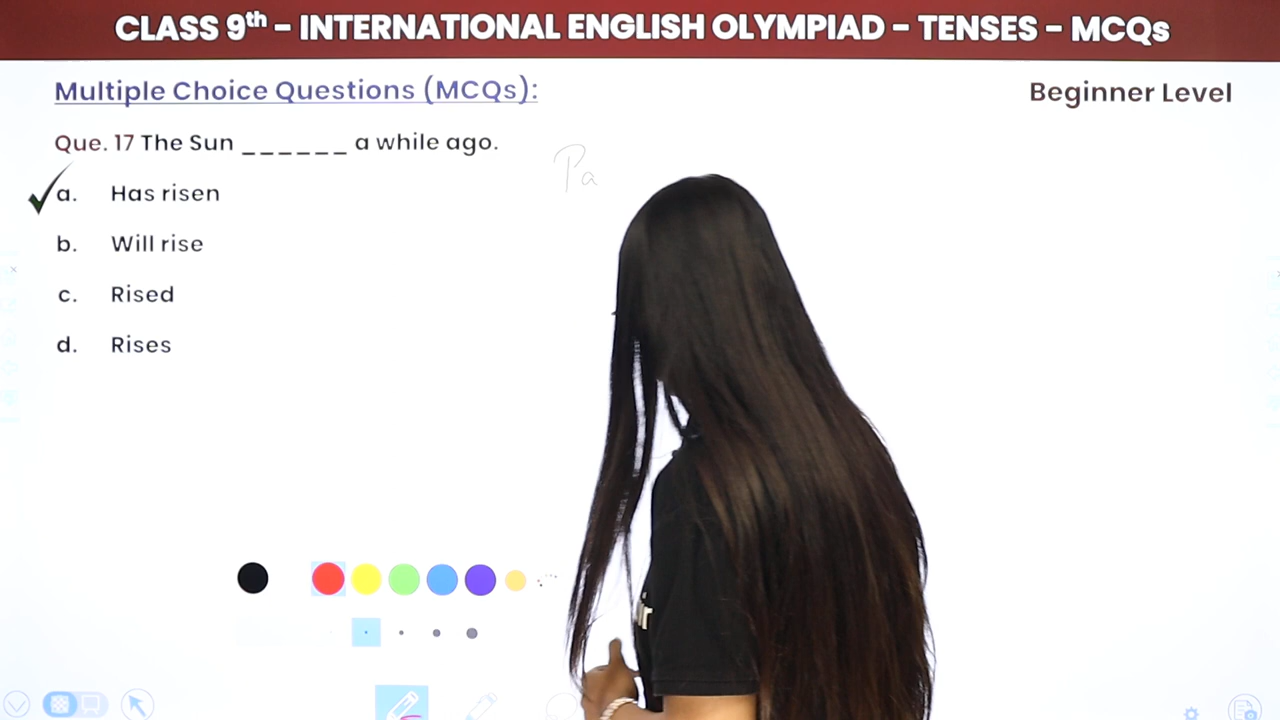 CLASS 9th - INTERNATIONAL ENGLISH OLYMPIAD - TENSES - MCQs
Multiple Choice Questions (MCQs):
Beginner Level
Que. 17 The Sun ______ a while ago.
Pa
a. Has risen
b. Will rise
c. Rised
d. Rises